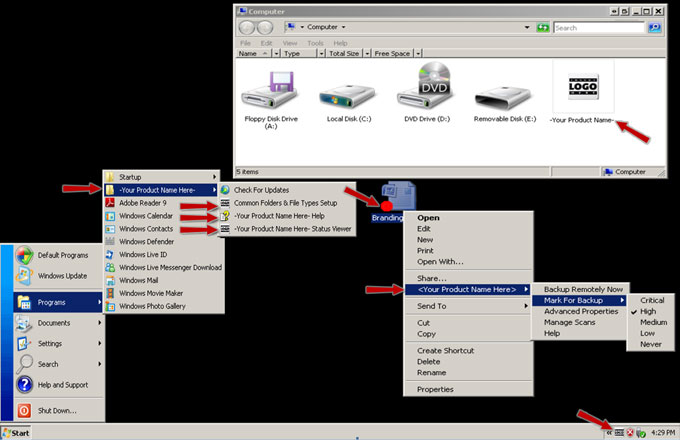 Computer
Computer
Search
File Edit View Tools Help
Name Type Total Size Free Space
Floppy Disk Drive (A:)
Local Disk (C:)
DVD
DVD Drive (D:)
Removable Disk (E:)
LOGO
-Your Product Name-
5 items
Computer
Startup
-Your Product Name Here-
Adobe Reader 9
Windows Calendar
Windows Contacts
Windows Defender
Windows Live ID
Windows Live Messenger Download
Windows Mail
Windows Movie Maker
Windows Photo Gallery
Check For Updates
Common Folders & File Types Setup
-Your Product Name Here- Help
-Your Product Name Here- Status Viewer
Branding
Default Programs
Windows Update
Programs
Documents
Settings
Search
Help and Support
Shut Down...
Open
Edit
New
Print
Open With...
Share...
<Your Product Name Here>
Send To
Cut
Copy
Create Shortcut
Delete
Rename
Properties
Backup Remotely Now
Mark For Backup
Advanced Properties
Manage Scans
Help
Critical
High
Medium
Low
Never
Start
4:29 PM